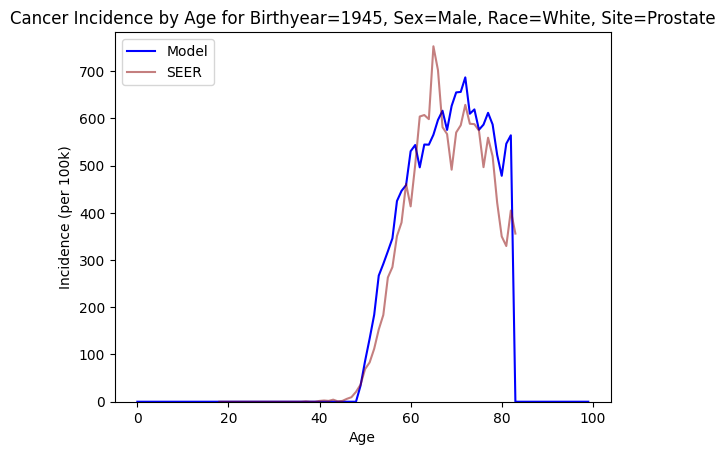 Cancer Incidence by Age for Birthyear=1945, Sex=Male, Race=White, Site=Prostate
Model
SEER
700
600
500
400
300
200
100
0
Incidence (per 100k)
0 20 40 60 80 100
Age